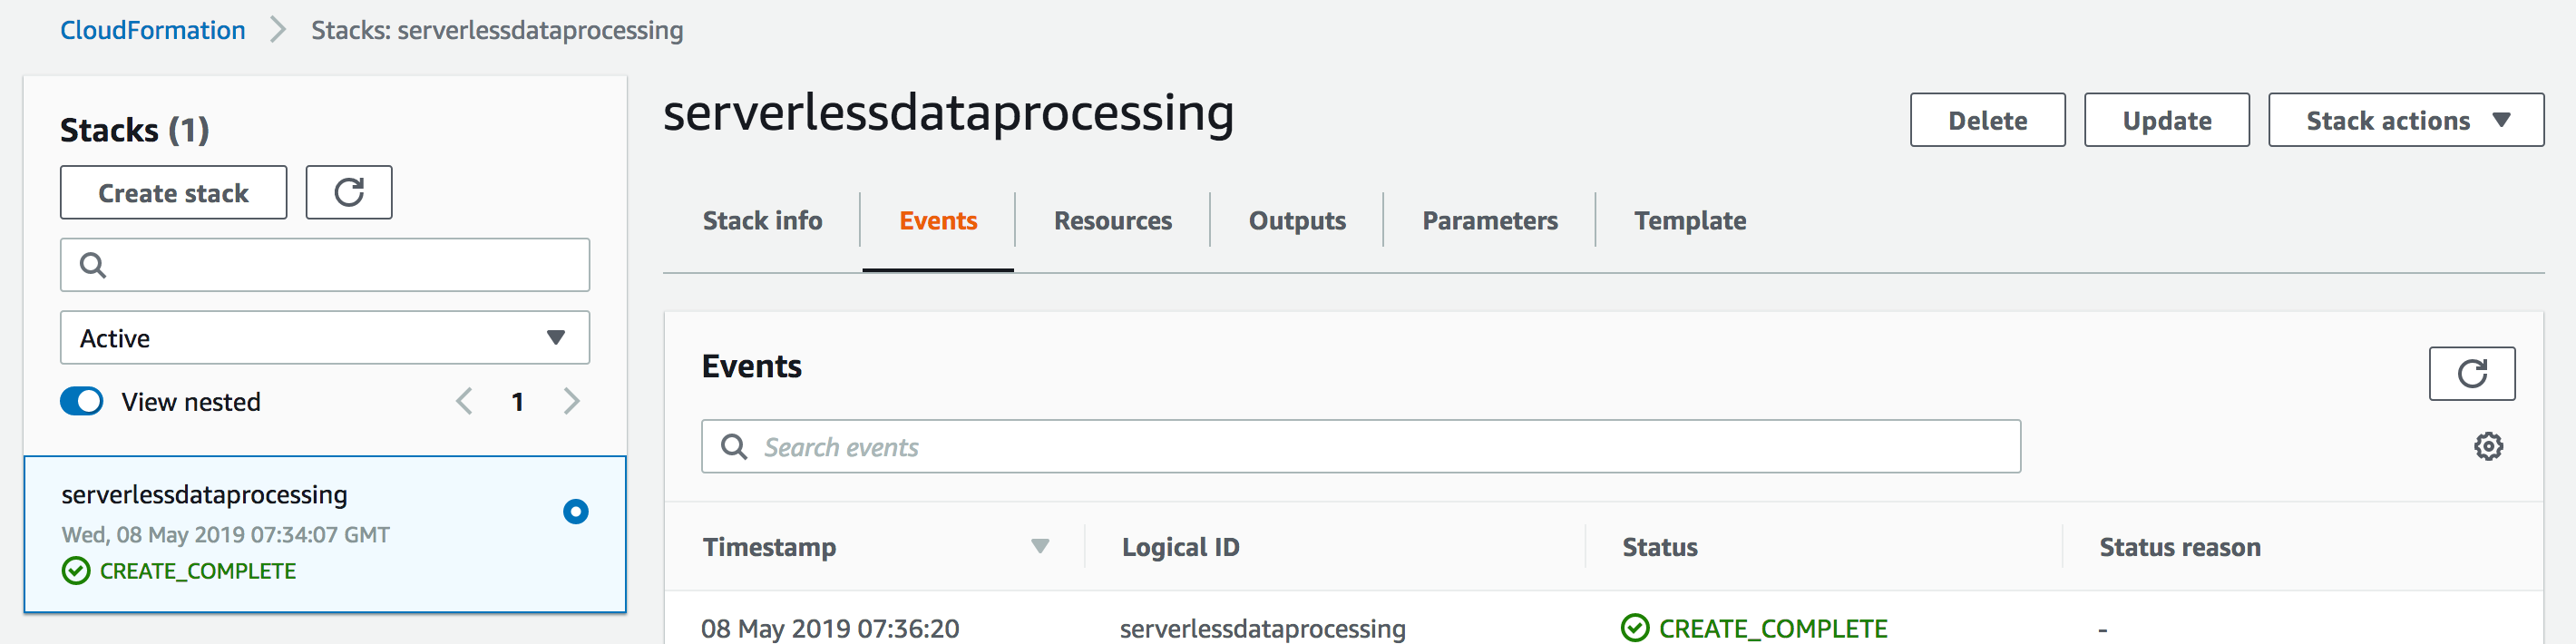 CloudFormation Stacks: serverlessdataprocessing
Stacks (1)
Create stack
Active
View nested 1
serverlessdataprocessing
Wed, 08 May 2019 07:34:07 GMT
CREATE_COMPLETE
serverlessdataprocessing
Delete Update Stack actions
Stack info Events Resources Outputs Parameters Template
Events
Search events
Timestamp Logical ID Status Status reason
08 May 2019 07:36:20 serverlessdataprocessing CREATE_COMPLETE -